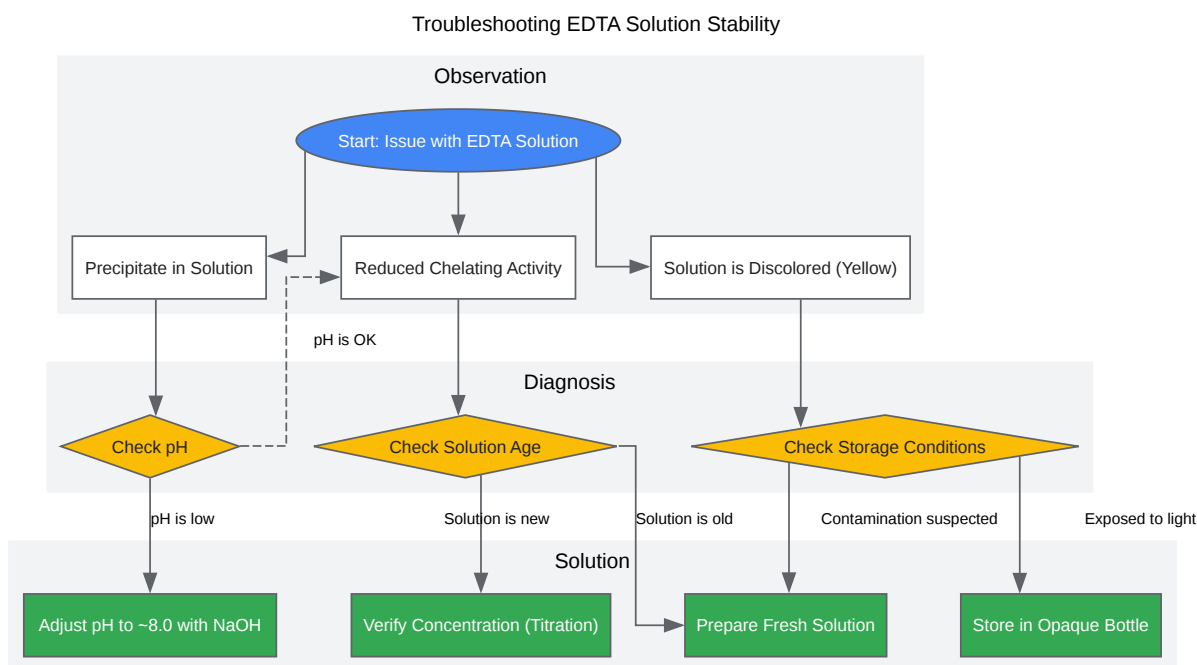 Troubleshooting EDTA Solution Stability
Observation
Start: Issue with EDTA Solution
Precipitate in Solution
Reduced Chelating Activity
Solution is Discolored (Yellow)
pH is OK
Diagnosis
Check pH
Check Solution Age
Check Storage Conditions
pH is low
Solution is new
Solution is old
Contamination suspected
Exposed to light
Solution
Adjust pH to ~8.0 with NaOH
Verify Concentration (Titration)
Prepare Fresh Solution
Store in Opaque Bottle